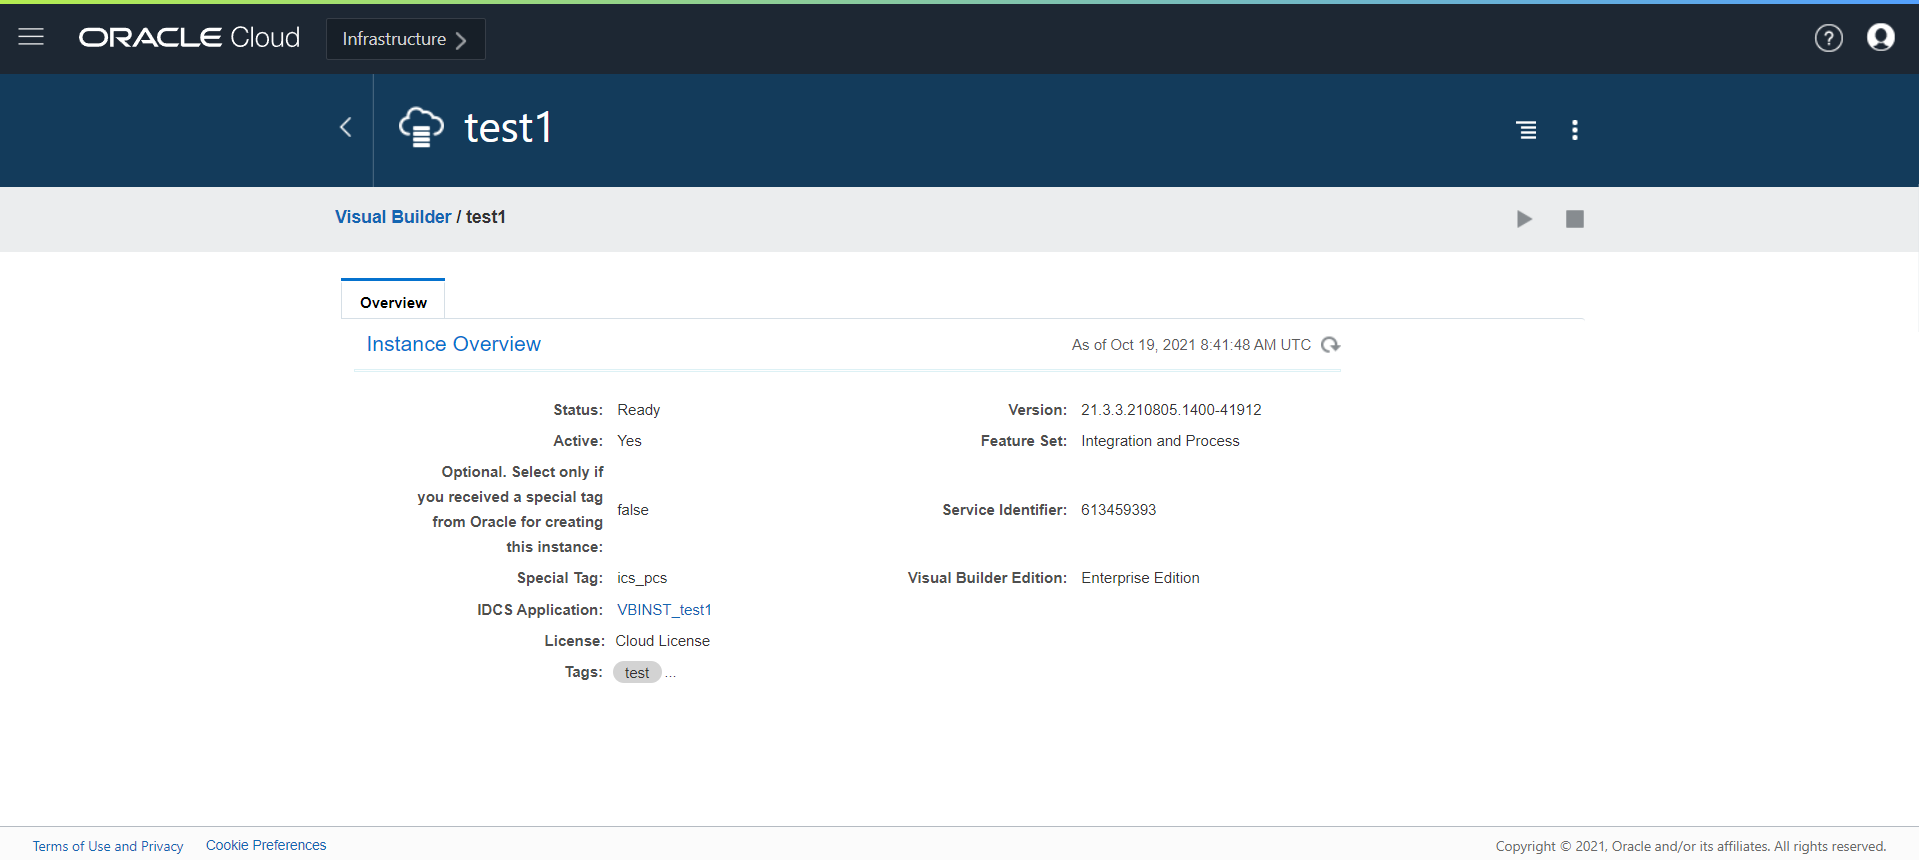 ORACLE Cloud
Infrastructure
?
test1
Visual Builder / test1
Overview
Instance Overview
As of Oct 19, 2021 8:41:48 AM UTC
Status: Ready
Version: 21.3.3.210805.1400-41912
Active: Yes
Feature Set: Integration and Process
Optional. Select only if
you received a special tag
from Oracle for creating
this instance:
false
Service Identifier: 613459393
Special Tag: ics_pcs
Visual Builder Edition: Enterprise Edition
IDCS Application: VBINST_test1
License: Cloud License
Tags: test ...
Terms of Use and Privacy
Cookie Preferences
Copyright © 2021, Oracle and/or its affiliates. All rights reserved.